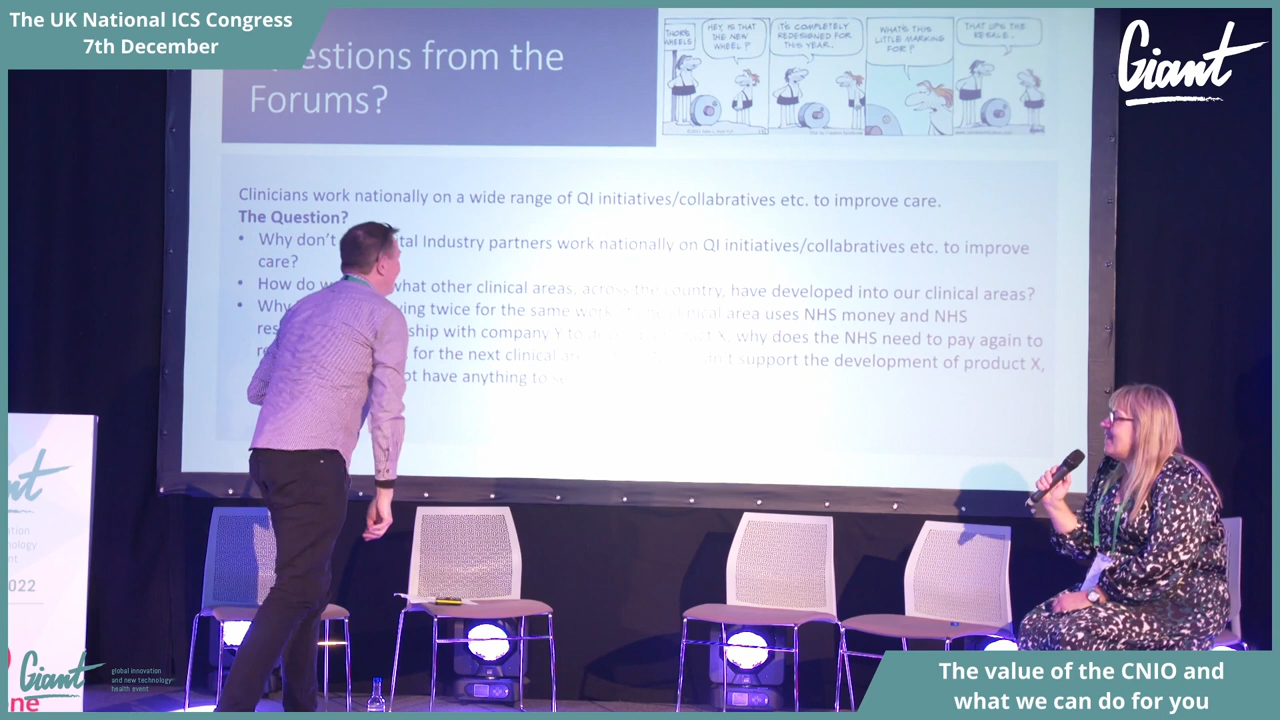 The UK National ICS Congress
7th December
Giant
estions from the
Forums?
THOR'S WHEELS
HEY, IS THAT THE NEW WHEEL?
IT'S COMPLETELY REDESIGNED FOR THIS YEAR.
WHAT'S THIS LITTLE MARKING FOR?
THAT UPS THE RESALE.
Clinicians work nationally on a wide range of QI initiatives/collabratives etc. to improve care.
The Question?
• Why don't tal Industry partners work nationally on QI initiatives/collabratives etc. to improve
care?
• How do w what other clinical areas, across the country, have developed into our clinical areas?
• Why ying twice for the same work. clinical area uses NHS money and NHS
res ship with company Y to X, why does the NHS need to pay again to
re for the next clinical n't support the development of product X,
ot have anything to
2022
Giant
global innovation
and new technology
health event
ne
The value of the CNIO and
what we can do for you